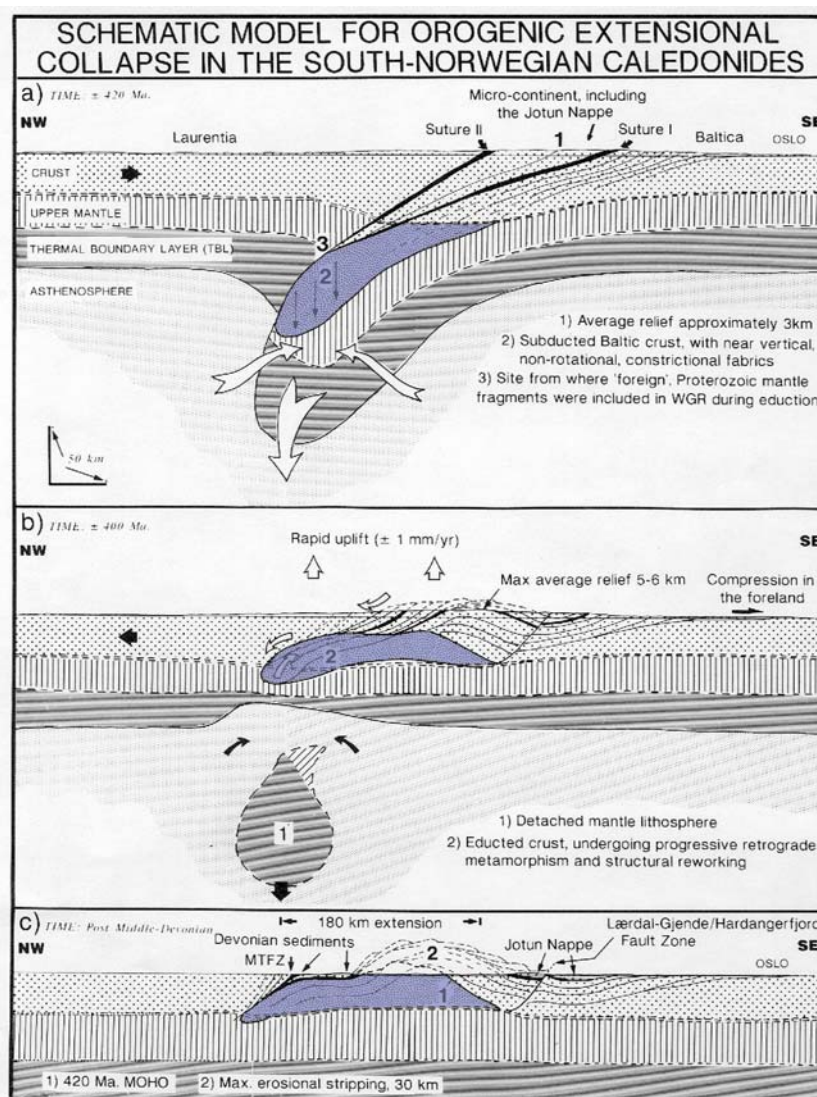 SCHEMATIC MODEL FOR OROGENIC EXTENSIONAL
COLLAPSE IN THE SOUTH-NORWEGIAN CALEDONIDES
a) TIME: ± 420 Ma.
NW
SE
Micro-continent, including
the Jotun Nappe
Laurentia
Suture II
1
Suture I
Baltica
OSLO
CRUST
UPPER MANTLE
THERMAL BOUNDARY LAYER (TBL)
3
2
ASTHENOSPHERE
1) Average relief approximately 3km
2) Subducted Baltic crust, with near vertical,
non-rotational, constrictional fabrics
3) Site from where 'foreign', Proterozoic mantle
fragments were included in WGR during eduction
50 km
b) TIME: ± 400 Ma.
NW
SE
Rapid uplift (± 1 mm/yr)
Max average relief 5-6 km
Compression in
the foreland
2
1
1) Detached mantle lithosphere
2) Educted crust, undergoing progressive retrograde
metamorphism and structural reworking
c) TIME: Post Middle-Devonian
180 km extension
Lærdal-Gjende/Hardangerfjord
Fault Zone
NW
SE
Devonian sediments
MTFZ
2
Jotun Nappe
OSLO
1
1) 420 Ma. MOHO
2) Max. erosional stripping, 30 km